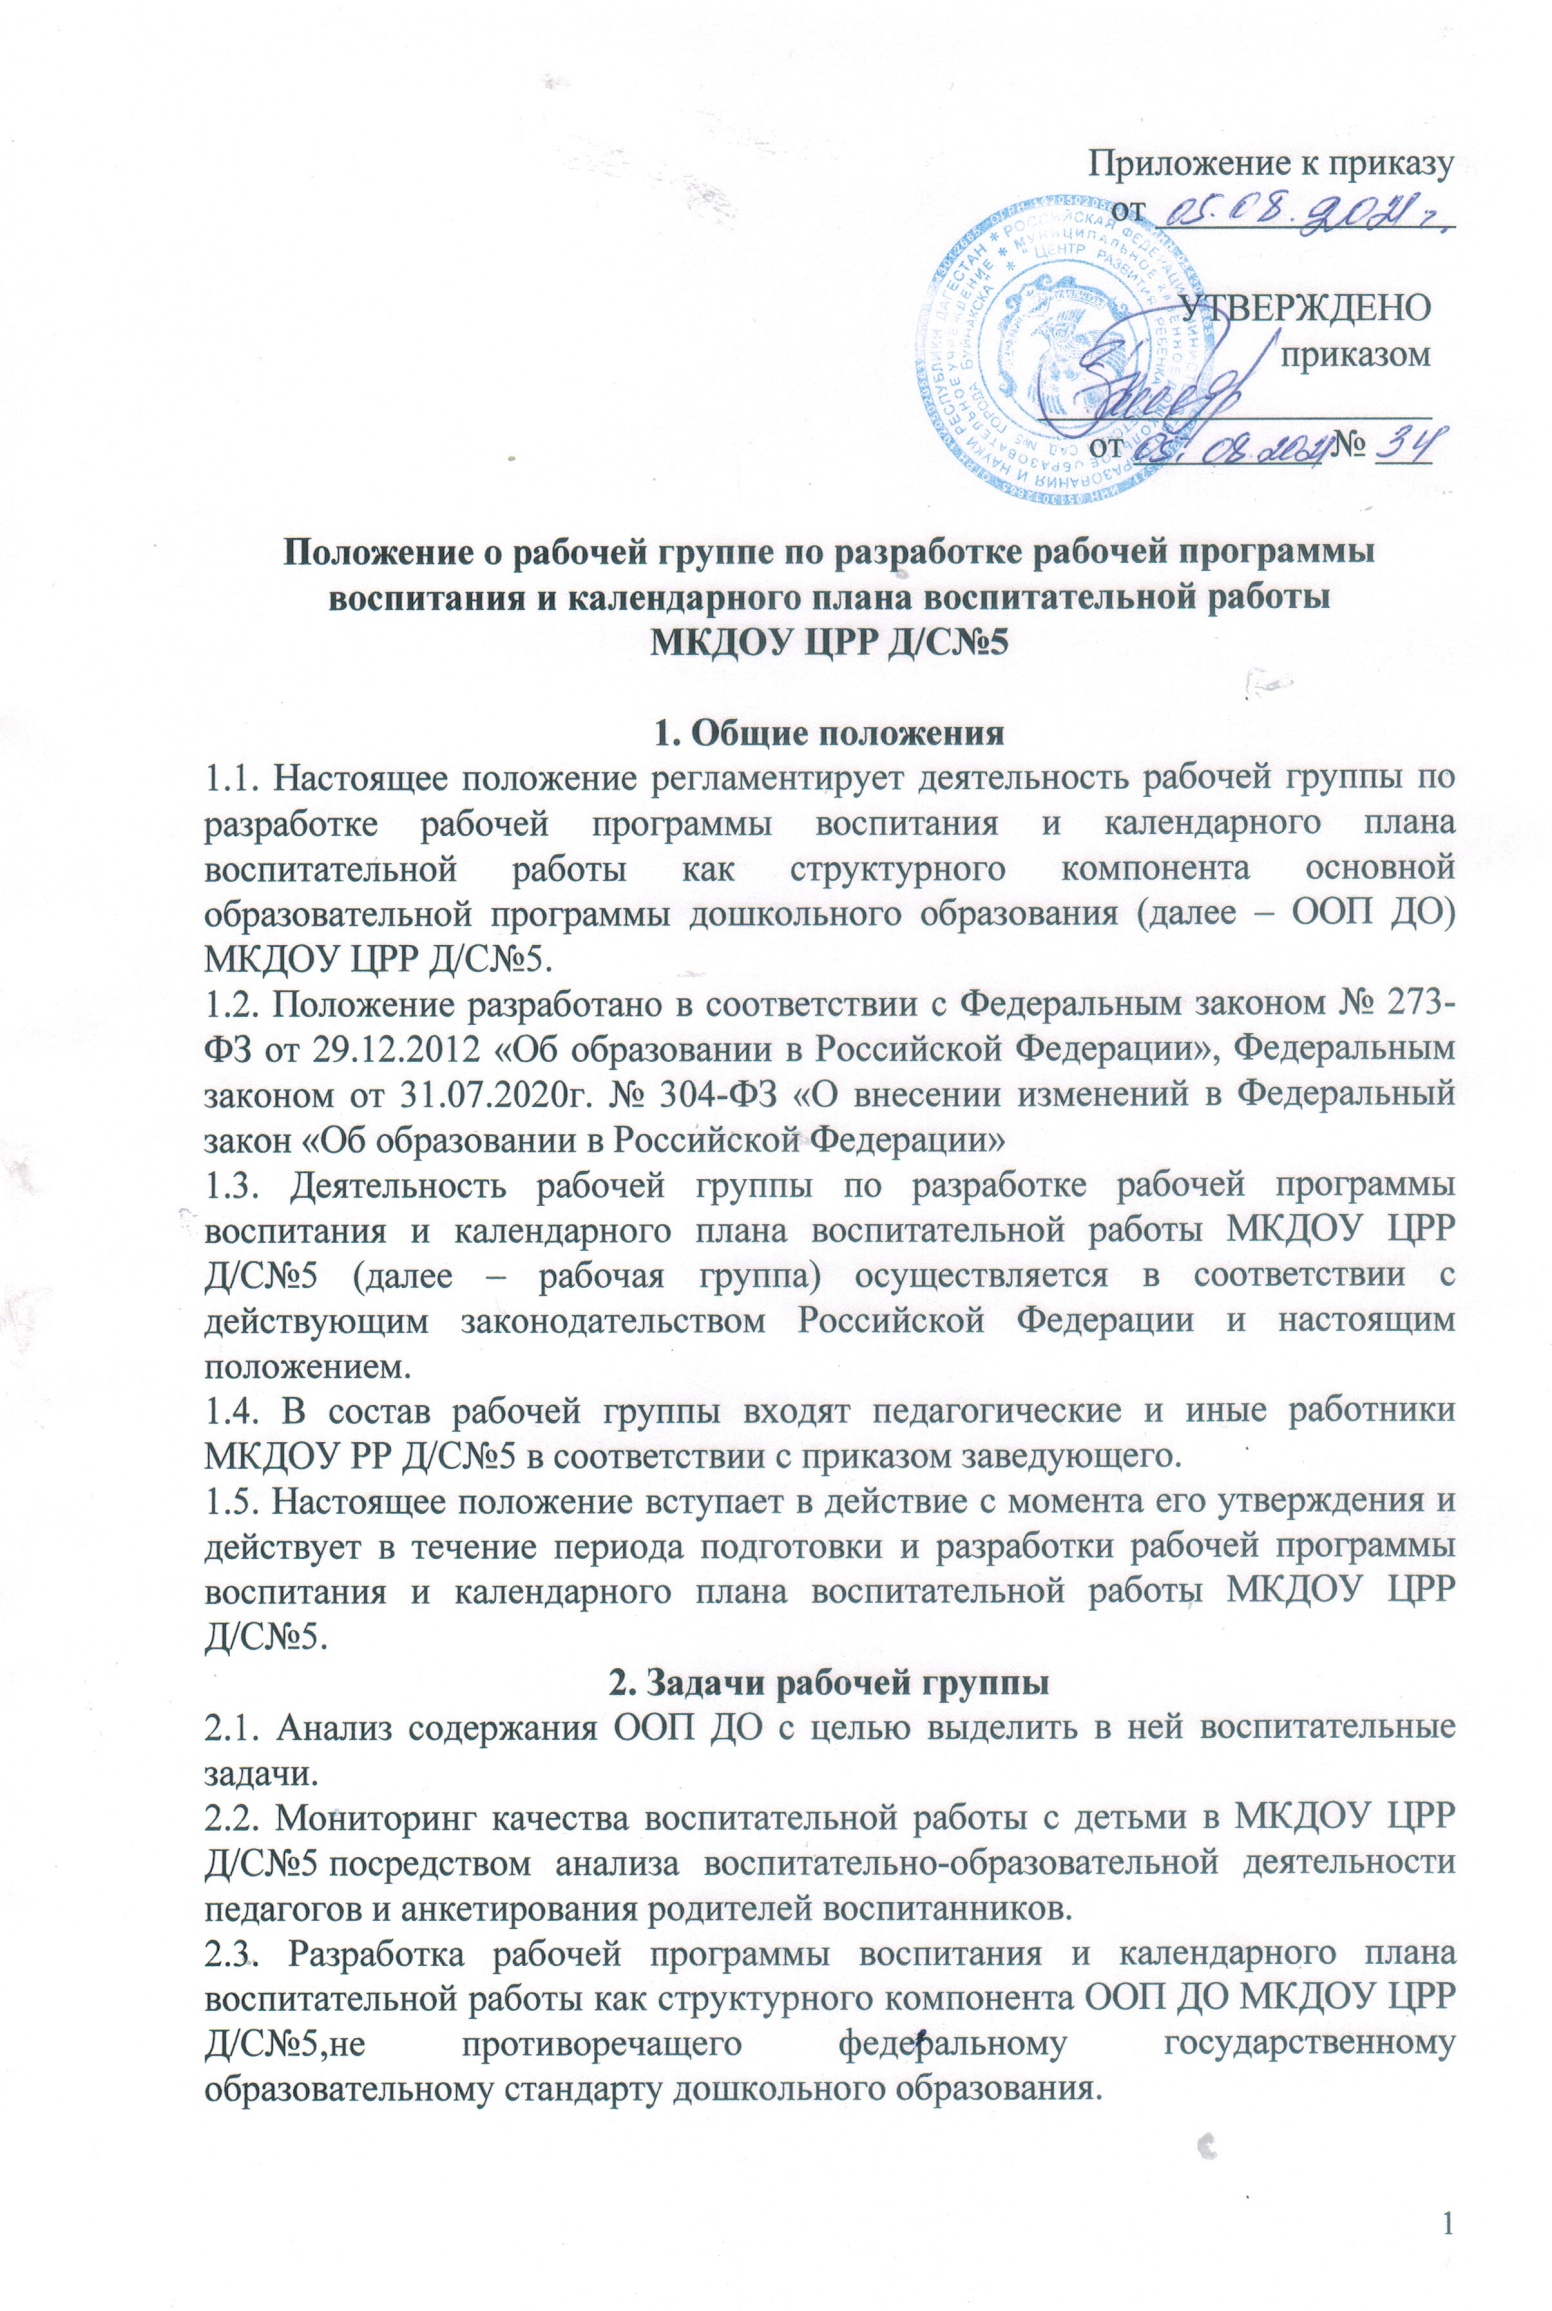 Приложение к приказу
от 05.08.2021 г.
УТВЕРЖДЕНО
приказом
от 05.08.2021 № 34
РОССИЙСКАЯ ФЕДЕРАЦИЯ
РЕСПУБЛИКИ ДАГЕСТАН
"ЦЕНТР РАЗВИТИЯ РЕБЕНКА
ГОРОДА БУЙНАКСКА"
Положение о рабочей группе по разработке рабочей программы
воспитания и календарного плана воспитательной работы
МКДОУ ЦРР Д/С№5
1. Общие положения
1.1. Настоящее положение регламентирует деятельность рабочей группы по
разработке рабочей программы воспитания и календарного плана
воспитательной работы как структурного компонента основной
образовательной программы дошкольного образования (далее – ООП ДО)
МКДОУ ЦРР Д/С№5.
1.2. Положение разработано в соответствии с Федеральным законом № 273-
ФЗ от 29.12.2012 «Об образовании в Российской Федерации», Федеральным
законом от 31.07.2020г. № 304-ФЗ «О внесении изменений в Федеральный
закон «Об образовании в Российской Федерации»
1.3. Деятельность рабочей группы по разработке рабочей программы
воспитания и календарного плана воспитательной работы МКДОУ ЦРР
Д/С№5 (далее – рабочая группа) осуществляется в соответствии с
действующим законодательством Российской Федерации и настоящим
положением.
1.4. В состав рабочей группы входят педагогические и иные работники
МКДОУ РР Д/С№5 в соответствии с приказом заведующего.
1.5. Настоящее положение вступает в действие с момента его утверждения и
действует в течение периода подготовки и разработки рабочей программы
воспитания и календарного плана воспитательной работы МКДОУ ЦРР
Д/С№5.
2. Задачи рабочей группы
2.1. Анализ содержания ООП ДО с целью выделить в ней воспитательные
задачи.
2.2. Мониторинг качества воспитательной работы с детьми в МКДОУ ЦРР
Д/С№5 посредством анализа воспитательно-образовательной деятельности
педагогов и анкетирования родителей воспитанников.
2.3. Разработка рабочей программы воспитания и календарного плана
воспитательной работы как структурного компонента ООП ДО МКДОУ ЦРР
Д/С№5,не противоречащего федеральному государственному
образовательному стандарту дошкольного образования.
1